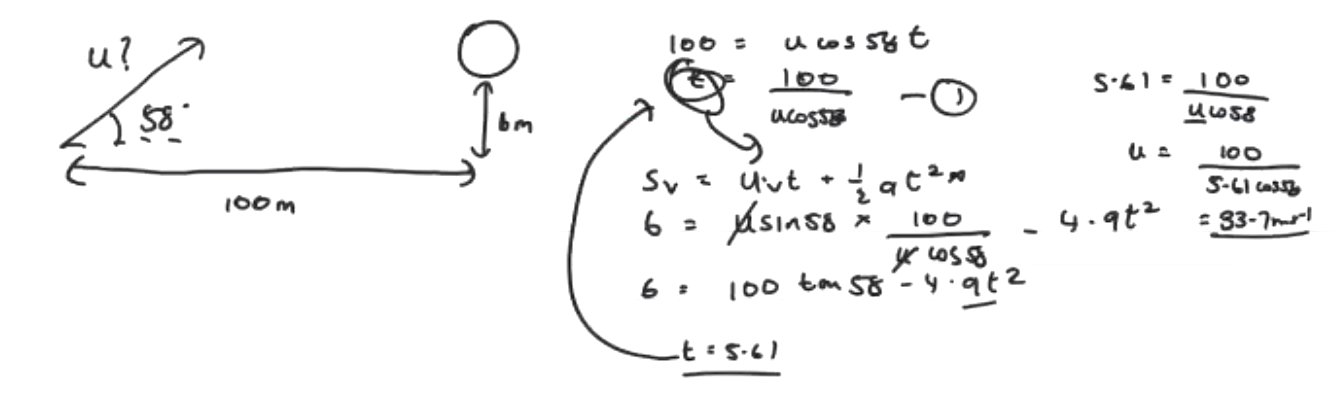 u?
58°
6m
100m
100 = u cos 58 t
t = 100 / u cos 58 - ①
Sv = Uvt + 1/2 at²
6 = u sin 58 × 100 / u cos 58 - 4.9t²
6 = 100 tan 58 - 4.9t²
t = 5.61
5.61 = 100 / u cos 58
u = 100 / 5.61 cos 58
= 33.7ms⁻¹